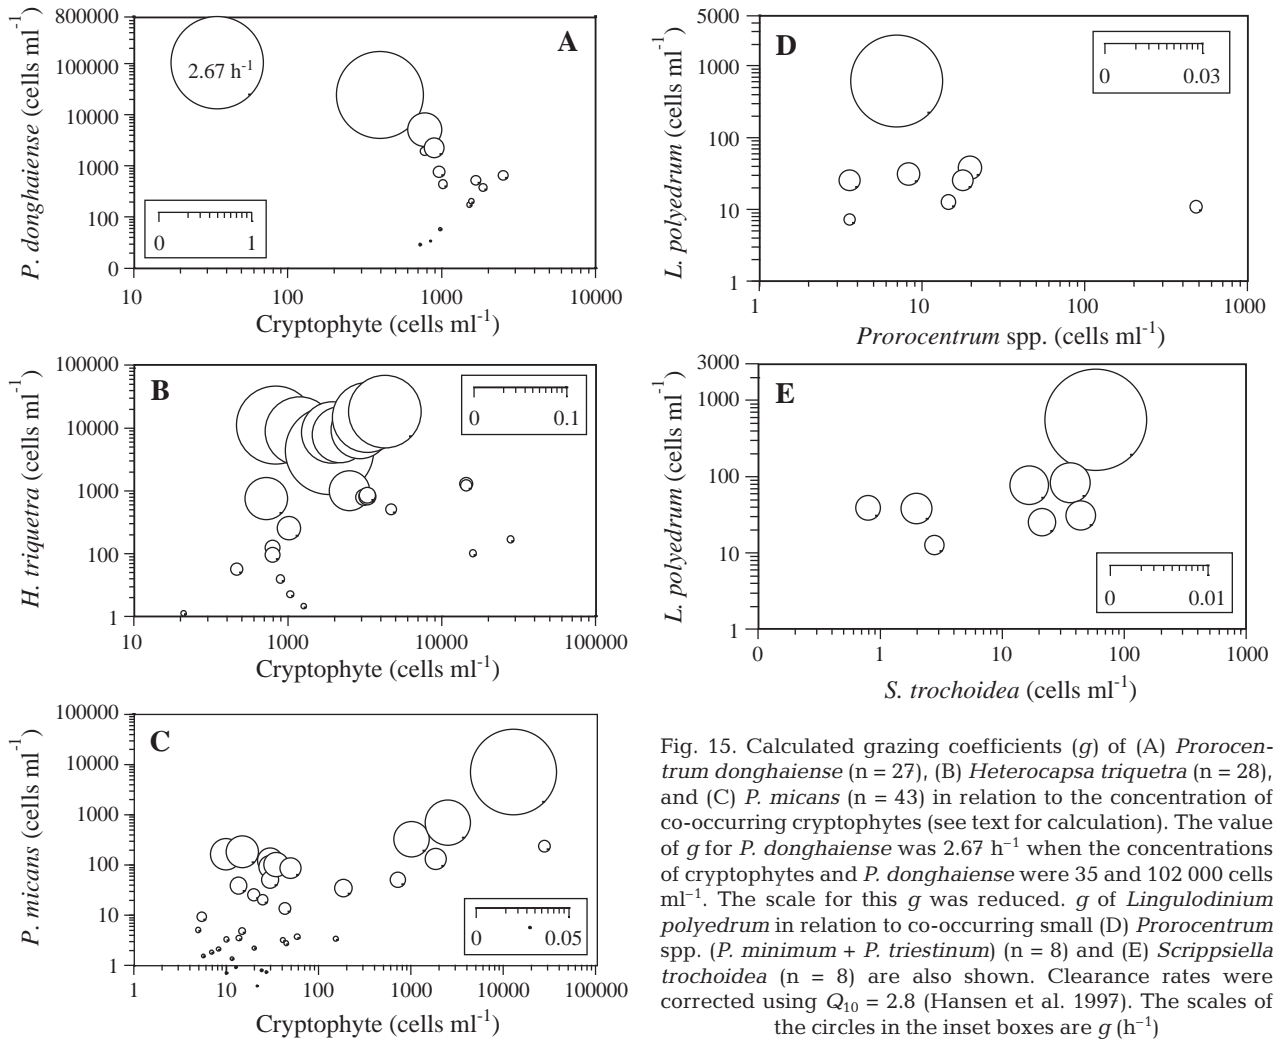 800000
100000
10000
1000
100
0
P. donghaiense (cells ml-1)
A
2.67 h-1
0 1
10 100 1000 10000
Cryptophyte (cells ml-1)
100000
10000
1000
100
1
H. triquetra (cells ml-1)
B
0 0.1
10 1000 10000 100000
Cryptophyte (cells ml-1)
100000
10000
1000
100
10
1
P. micans (cells ml-1)
C
0 0.05
1 10 100 1000 10000 100000
Cryptophyte (cells ml-1)
5000
1000
100
10
1
L. polyedrum (cells ml-1)
D
0 0.03
1 10 100 1000
Prorocentrum spp. (cells ml-1)
3000
1000
100
10
1
L. polyedrum (cells ml-1)
E
0 0.01
0 1 10 100 1000
S. trochoidea (cells ml-1)
Fig. 15. Calculated grazing coefficients (g) of (A) Prorocen-
trum donghaiense (n = 27), (B) Heterocapsa triquetra (n = 28),
and (C) P. micans (n = 43) in relation to the concentration of
co-occurring cryptophytes (see text for calculation). The value
of g for P. donghaiense was 2.67 h−1 when the concentrations
of cryptophytes and P. donghaiense were 35 and 102 000 cells
ml−1. The scale for this g was reduced. g of Lingulodinium
polyedrum in relation to co-occurring small (D) Prorocentrum
spp. (P. minimum + P. triestinum) (n = 8) and (E) Scrippsiella
trochoidea (n = 8) are also shown. Clearance rates were
corrected using Q10 = 2.8 (Hansen et al. 1997). The scales of
the circles in the inset boxes are g (h−1)